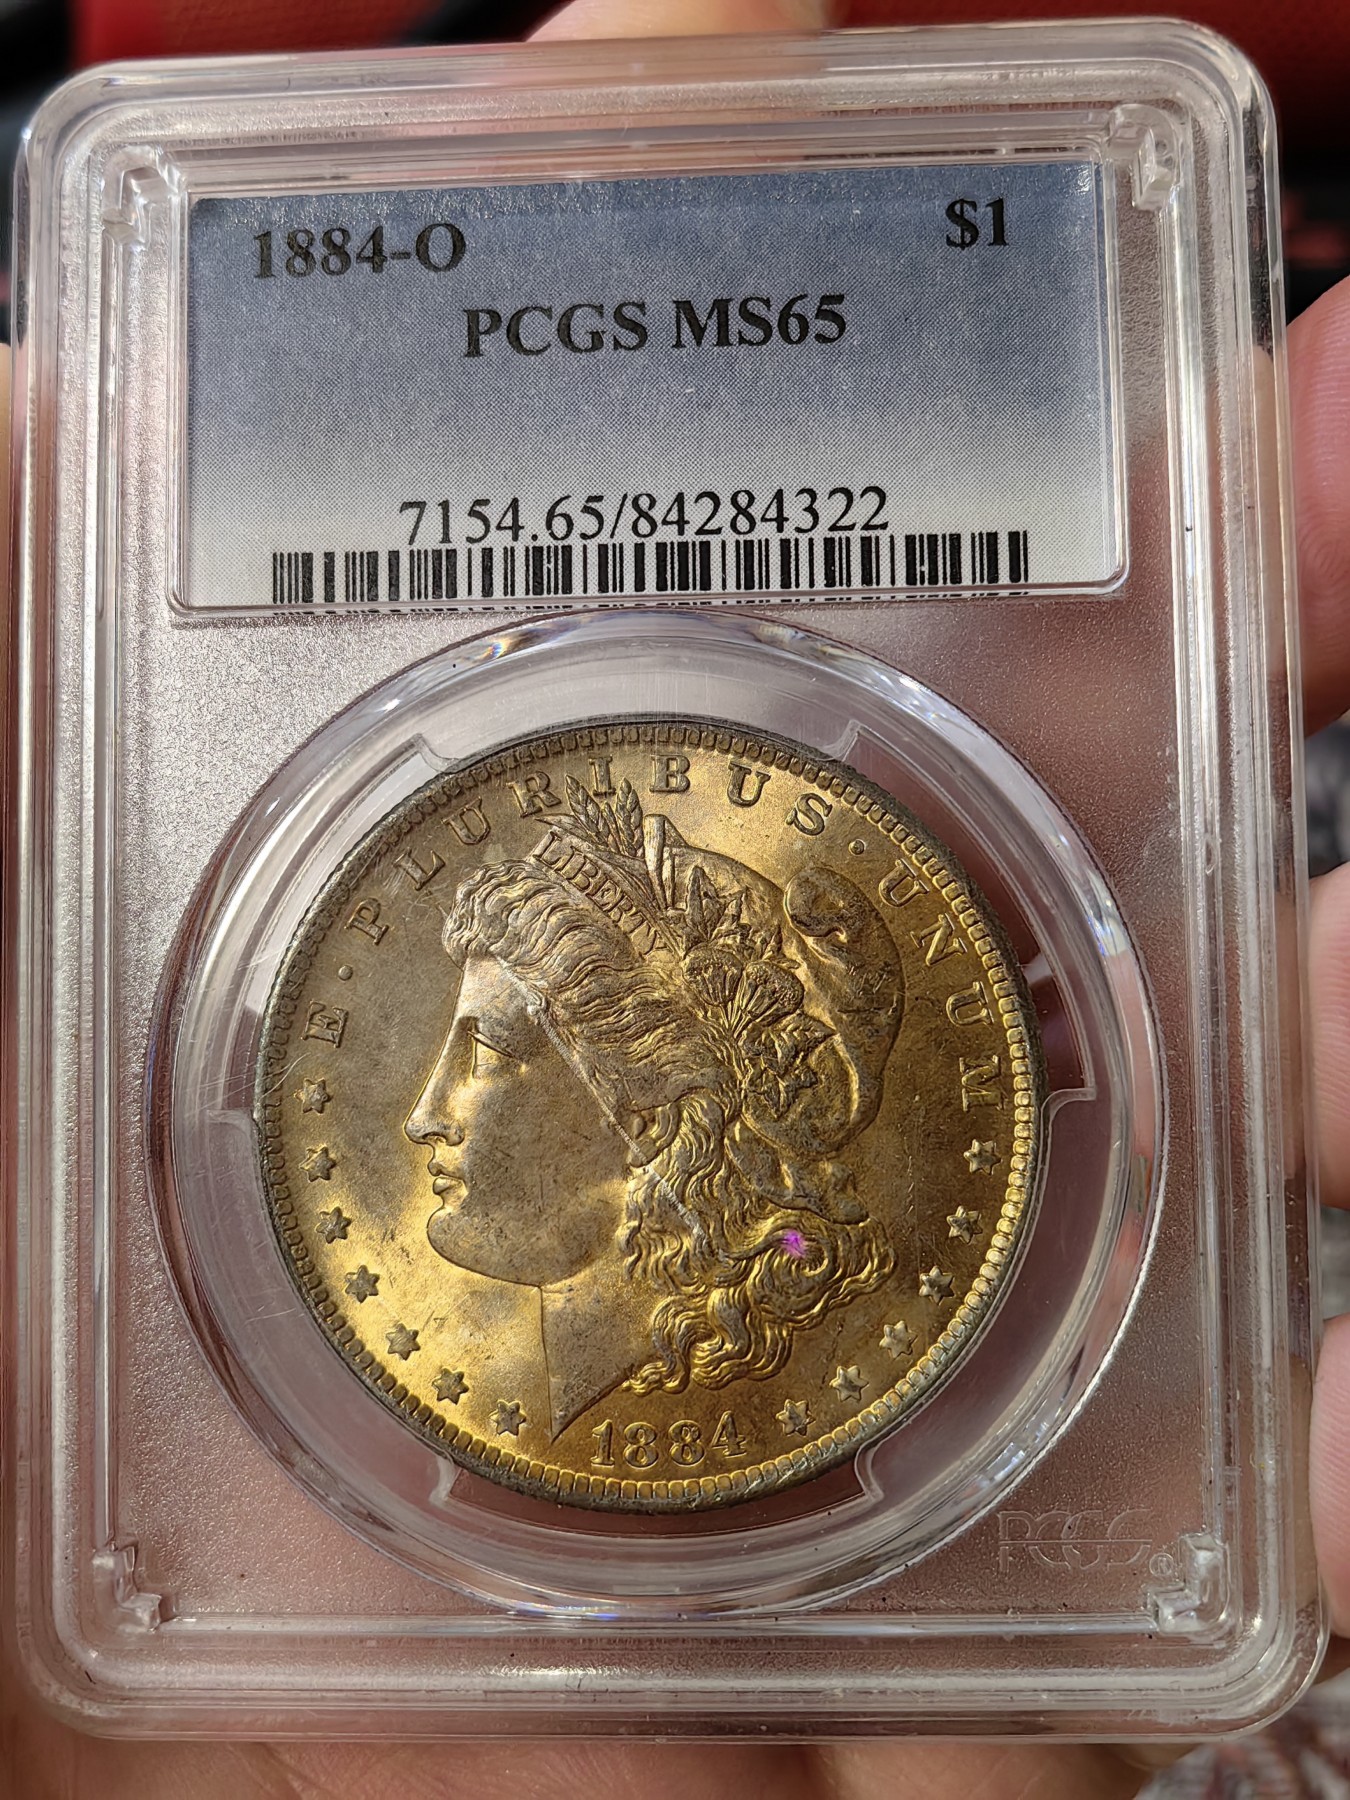 1884-O $1
PCGS MS65
7154.65/84284322
E·PLURIBUS·UNUM
LIBERTY
1884
PCGS®